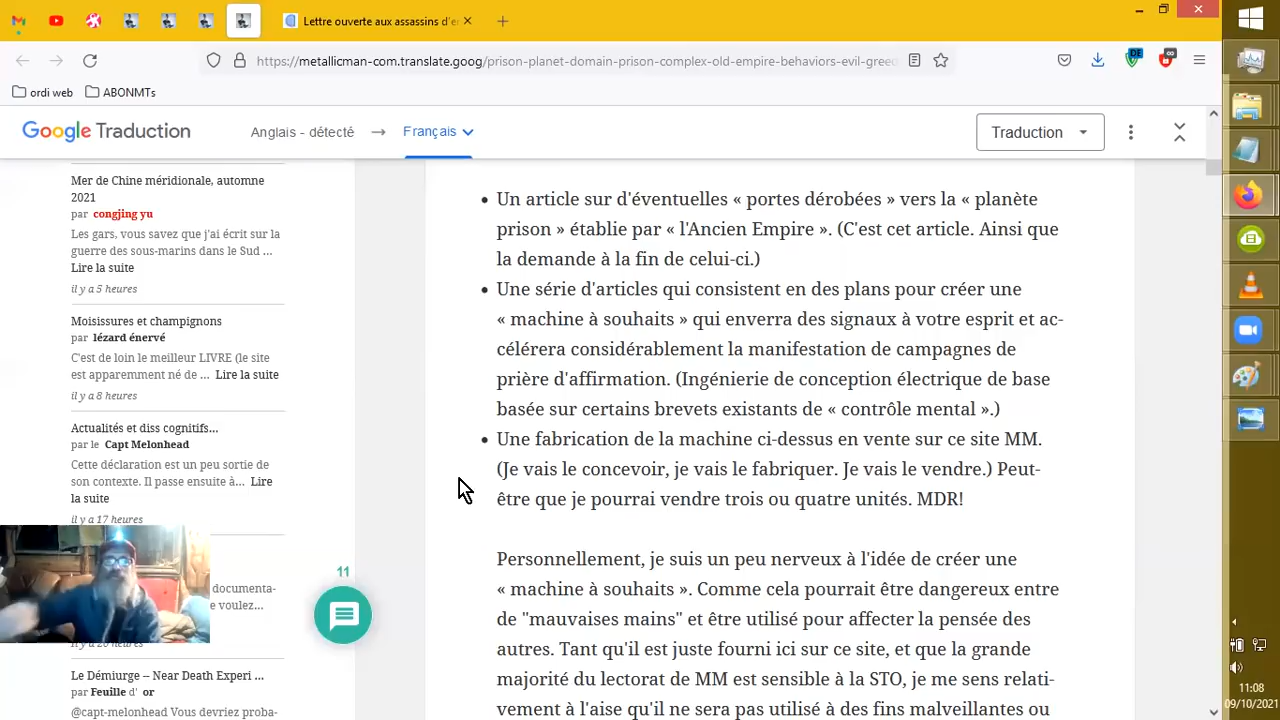 Lettre ouverte aux assassins d'e
https://metallicman-com.translate.goog/prison-planet-domain-prison-complex-old-empire-behaviors-evil-greed
DE
ordi web
ABONMTs
Google Traduction
Anglais - détecté
Français
Traduction
Mer de Chine méridionale, automne
2021
par congjing yu
Les gars, vous savez que j'ai écrit sur la
guerre des sous-marins dans le Sud ...
Lire la suite
il y a 5 heures
Moisissures et champignons
par lézard énervé
C'est de loin le meilleur LIVRE (le site
est apparemment né de ... Lire la suite
il y a 8 heures
Actualités et diss cognitifs...
par le Capt Melonhead
Cette déclaration est un peu sortie de
son contexte. Il passe ensuite à... Lire
la suite
il y a 17 heures
documenta-
e voulez...
Le Démiurge -- Near Death Experi ...
par Feuille d' or
@capt-melonhead Vous devriez proba-
• Un article sur d'éventuelles « portes dérobées » vers la « planète
prison » établie par « l'Ancien Empire ». (C'est cet article. Ainsi que
la demande à la fin de celui-ci.)
• Une série d'articles qui consistent en des plans pour créer une
« machine à souhaits » qui enverra des signaux à votre esprit et ac-
célérera considérablement la manifestation de campagnes de
prière d'affirmation. (Ingénierie de conception électrique de base
basée sur certains brevets existants de « contrôle mental ».)
• Une fabrication de la machine ci-dessus en vente sur ce site MM.
(Je vais le concevoir, je vais le fabriquer. Je vais le vendre.) Peut-
être que je pourrai vendre trois ou quatre unités. MDR!
Personnellement, je suis un peu nerveux à l'idée de créer une
« machine à souhaits ». Comme cela pourrait être dangereux entre
de "mauvaises mains" et être utilisé pour affecter la pensée des
autres. Tant qu'il est juste fourni ici sur ce site, et que la grande
majorité du lectorat de MM est sensible à la STO, je me sens relati-
vement à l'aise qu'il ne sera pas utilisé à des fins malveillantes ou
11
11:08
09/10/2021